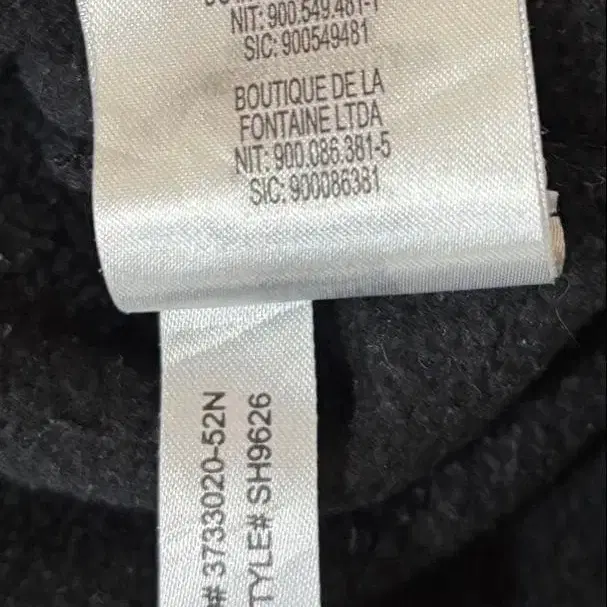 NIT: 900.549.481-1
SIC: 900549481
BOUTIQUE DE LA
FONTAINE LTDA
NIT: 900.086.381-5
SIC: 900086381
# 3733020-52N
TYLE# SH9626